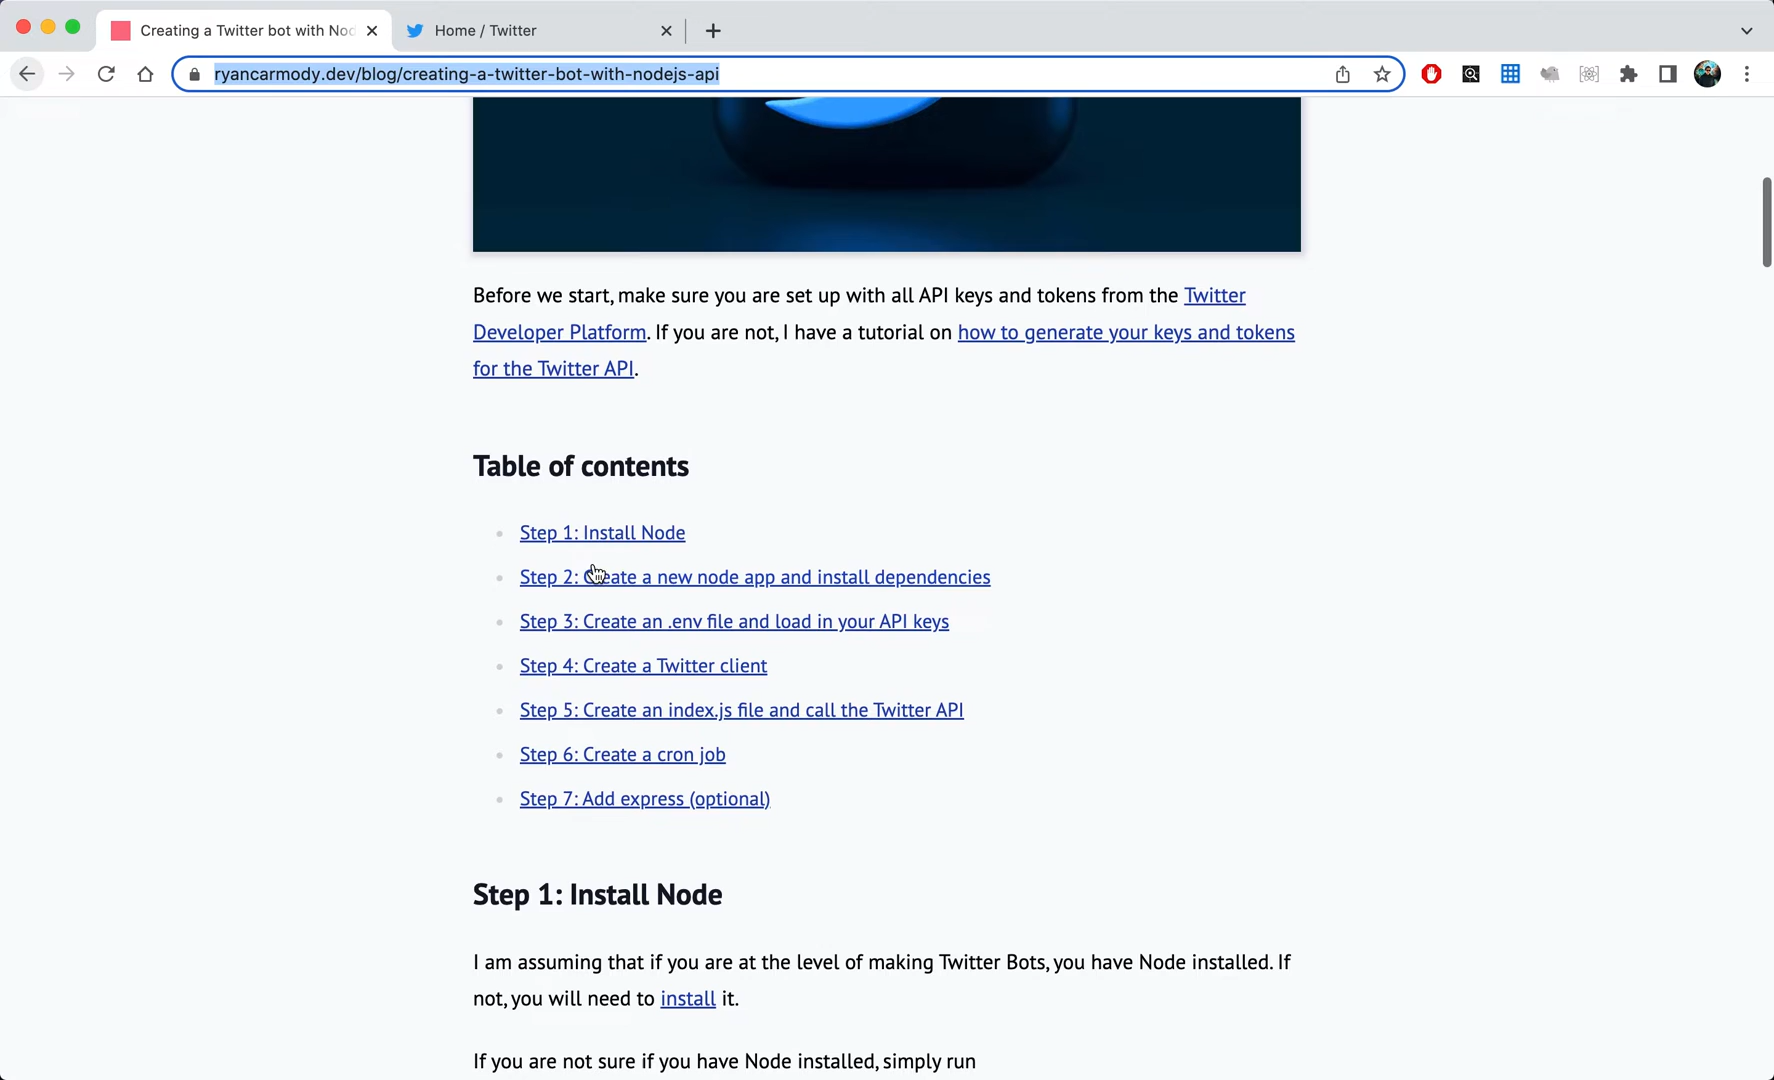 Creating a Twitter bot with Nod
Home / Twitter
ryancarmody.dev/blog/creating-a-twitter-bot-with-nodejs-api
Before we start, make sure you are set up with all API keys and tokens from the Twitter
Developer Platform. If you are not, I have a tutorial on how to generate your keys and tokens
for the Twitter API.
Table of contents
Step 1: Install Node
Step 2: Create a new node app and install dependencies
Step 3: Create an .env file and load in your API keys
Step 4: Create a Twitter client
Step 5: Create an index.js file and call the Twitter API
Step 6: Create a cron job
Step 7: Add express (optional)
Step 1: Install Node
I am assuming that if you are at the level of making Twitter Bots, you have Node installed. If
not, you will need to install it.
If you are not sure if you have Node installed, simply run